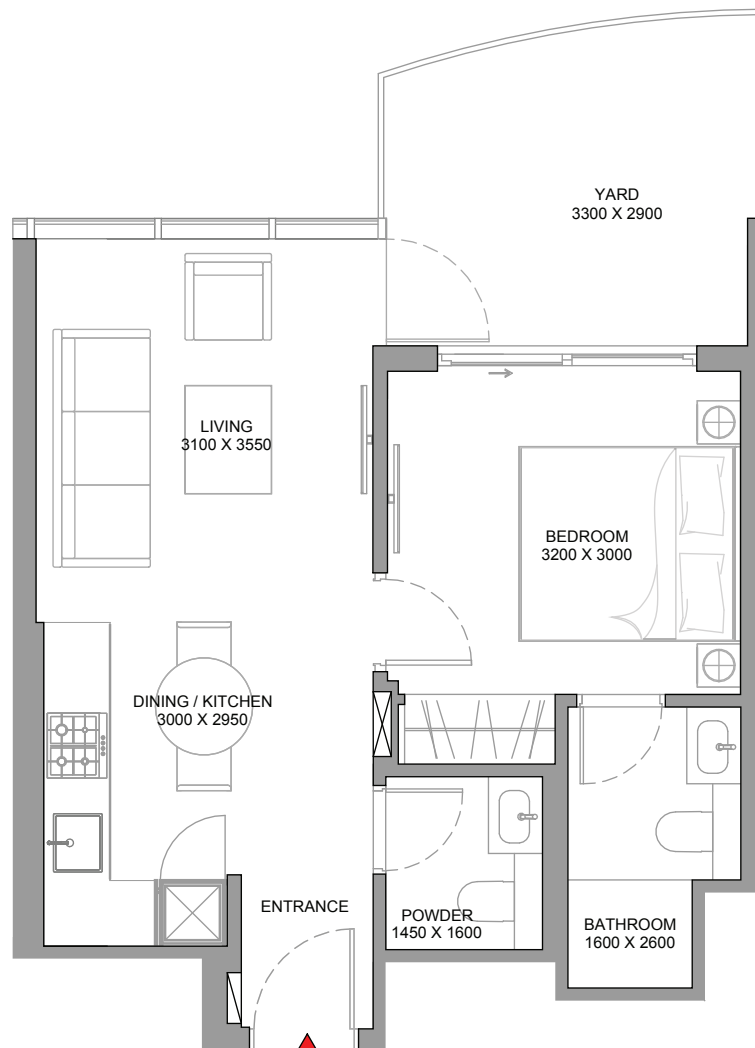 YARD
3300 X 2900
LIVING
3100 X 3550
BEDROOM
3200 X 3000
DINING / KITCHEN
3000 X 2950
ENTRANCE
POWDER
1450 X 1600
BATHROOM
1600 X 2600